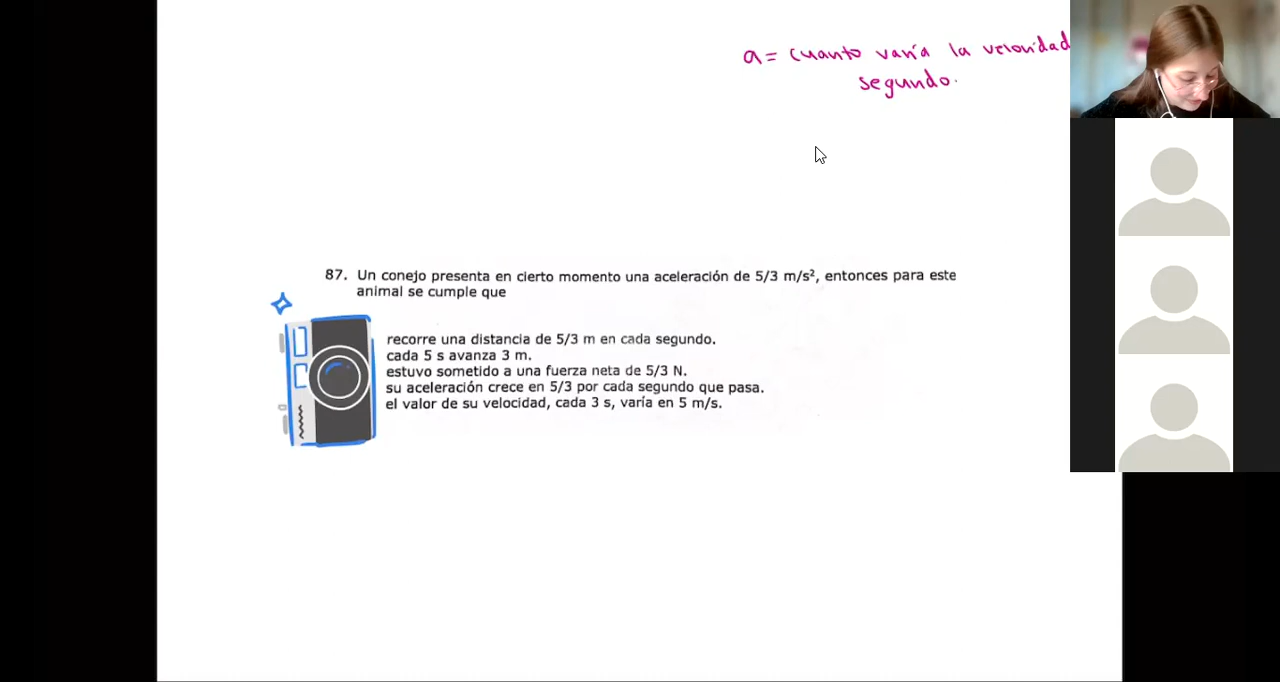 a = cuanto varía la velocidad
segundo.
87. Un conejo presenta en cierto momento una aceleración de 5/3 m/s², entonces para este
animal se cumple que
recorre una distancia de 5/3 m en cada segundo.
cada 5 s avanza 3 m.
estuvo sometido a una fuerza neta de 5/3 N.
su aceleración crece en 5/3 por cada segundo que pasa.
el valor de su velocidad, cada 3 s, varía en 5 m/s.